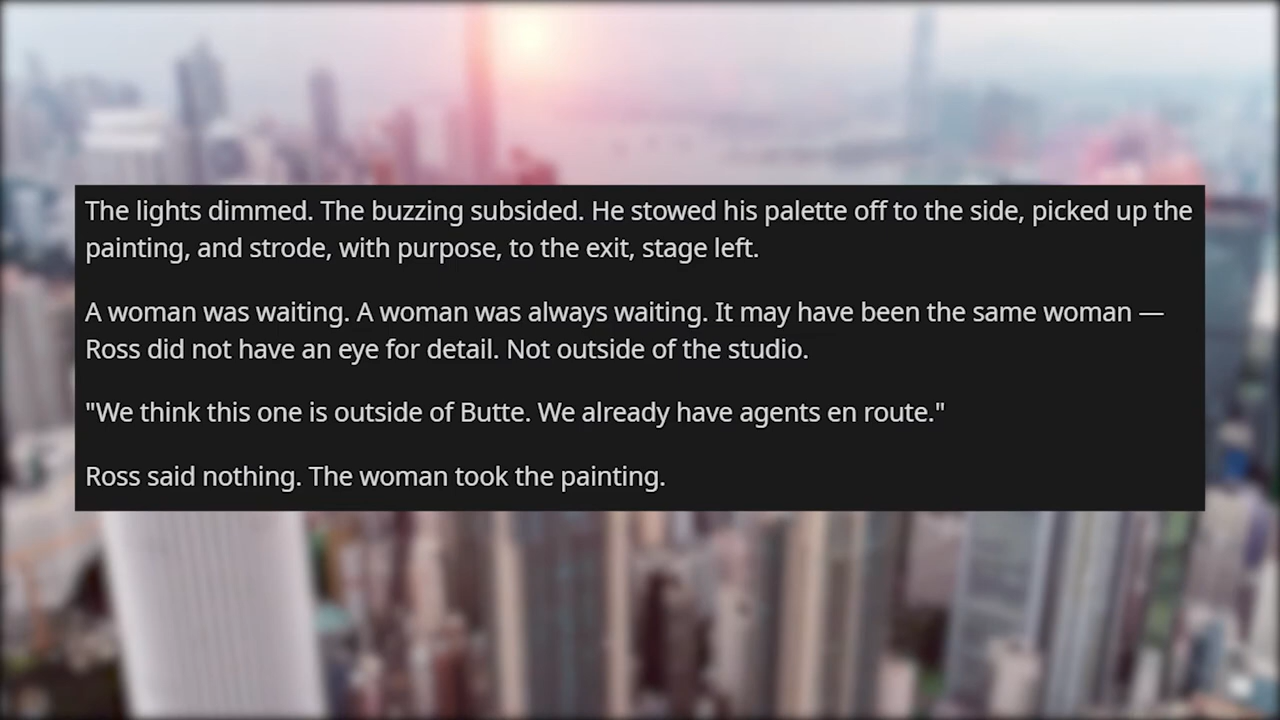 The lights dimmed. The buzzing subsided. He stowed his palette off to the side, picked up the
painting, and strode, with purpose, to the exit, stage left.
A woman was waiting. A woman was always waiting. It may have been the same woman —
Ross did not have an eye for detail. Not outside of the studio.
"We think this one is outside of Butte. We already have agents en route."
Ross said nothing. The woman took the painting.